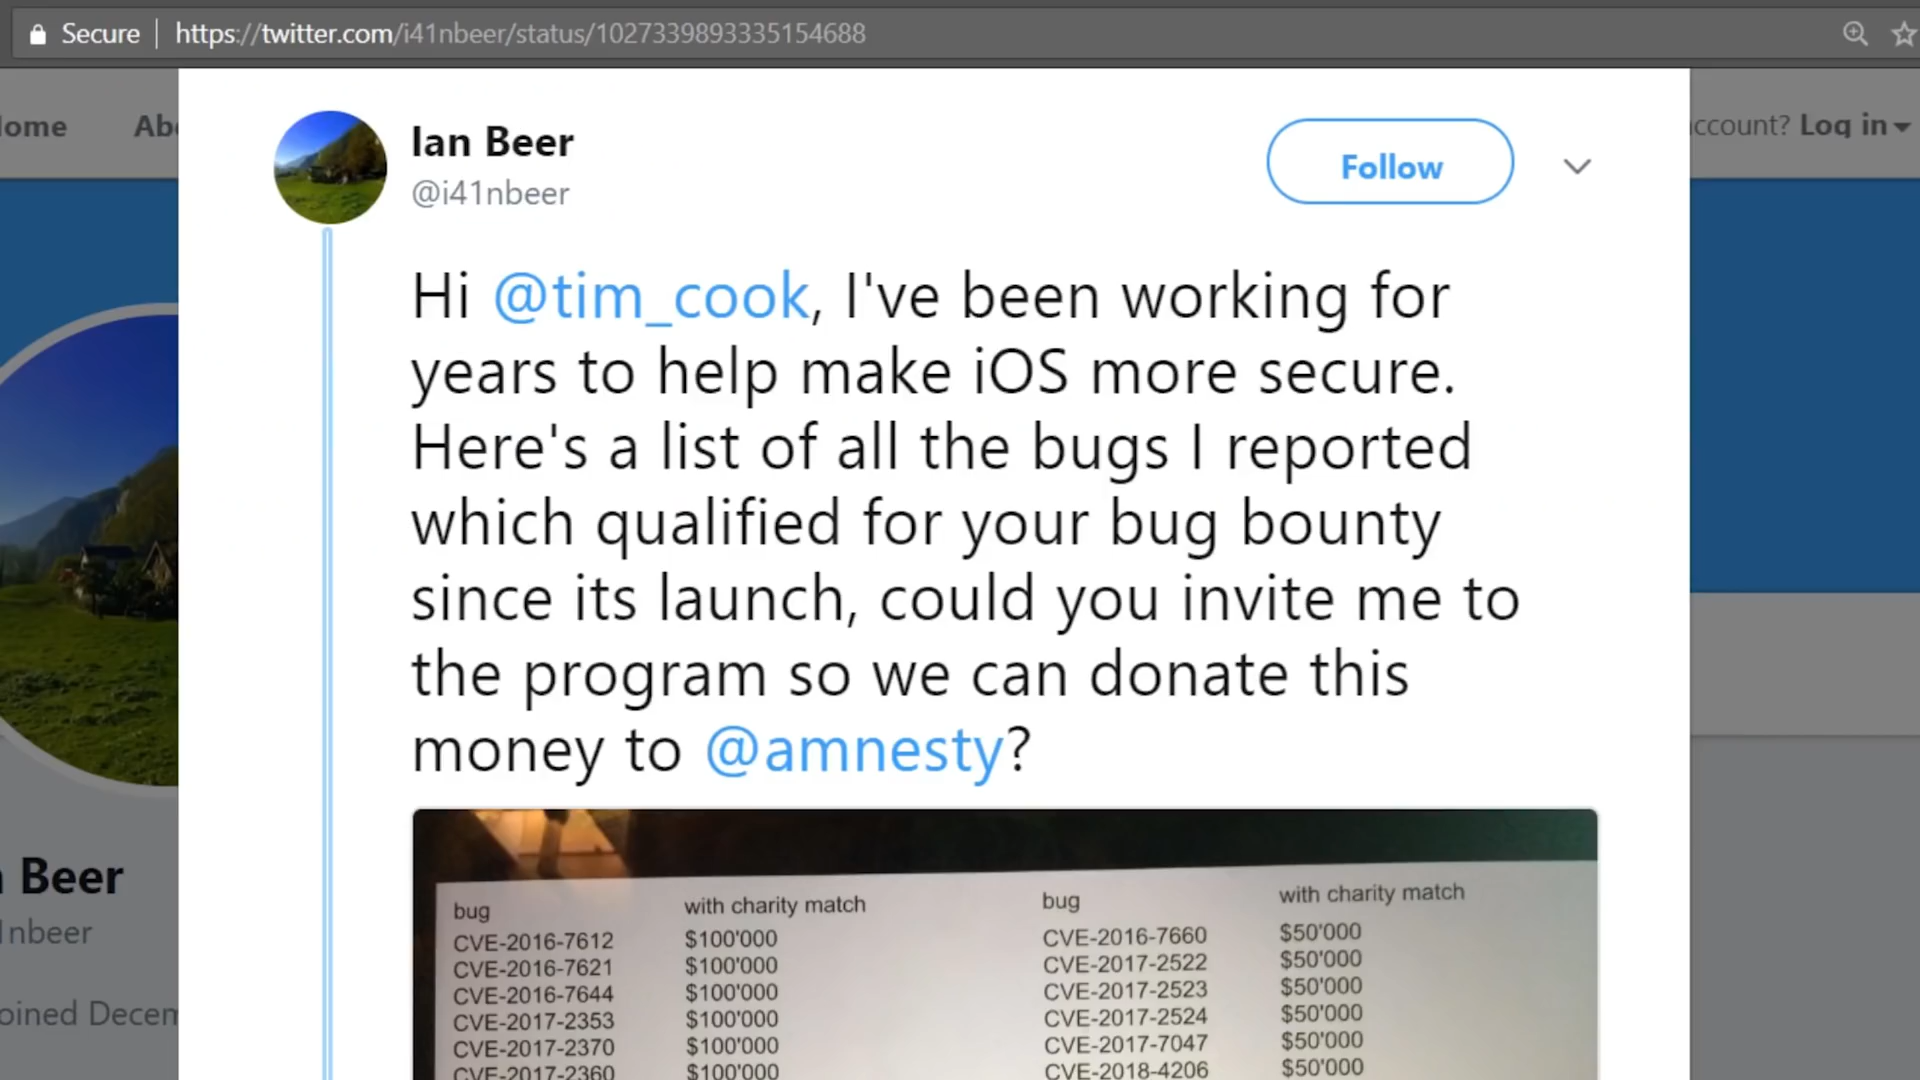 Secure https://twitter.com/i41nbeer/status/1027339893335154688
ome Abo ccount? Log in
Ian Beer
@i41nbeer
Follow
Hi @tim_cook, I've been working for
years to help make iOS more secure.
Here's a list of all the bugs I reported
which qualified for your bug bounty
since its launch, could you invite me to
the program so we can donate this
money to @amnesty?
n Beer
1nbeer
oined Decem
bug with charity match bug with charity match
CVE-2016-7612 $100'000 CVE-2016-7660 $50'000
CVE-2016-7621 $100'000 CVE-2017-2522 $50'000
CVE-2016-7644 $100'000 CVE-2017-2523 $50'000
CVE-2017-2353 $100'000 CVE-2017-2524 $50'000
CVE-2017-2370 $100'000 CVE-2017-7047 $50'000
CVE-2017-2360 $100'000 CVE-2018-4206 $50'000